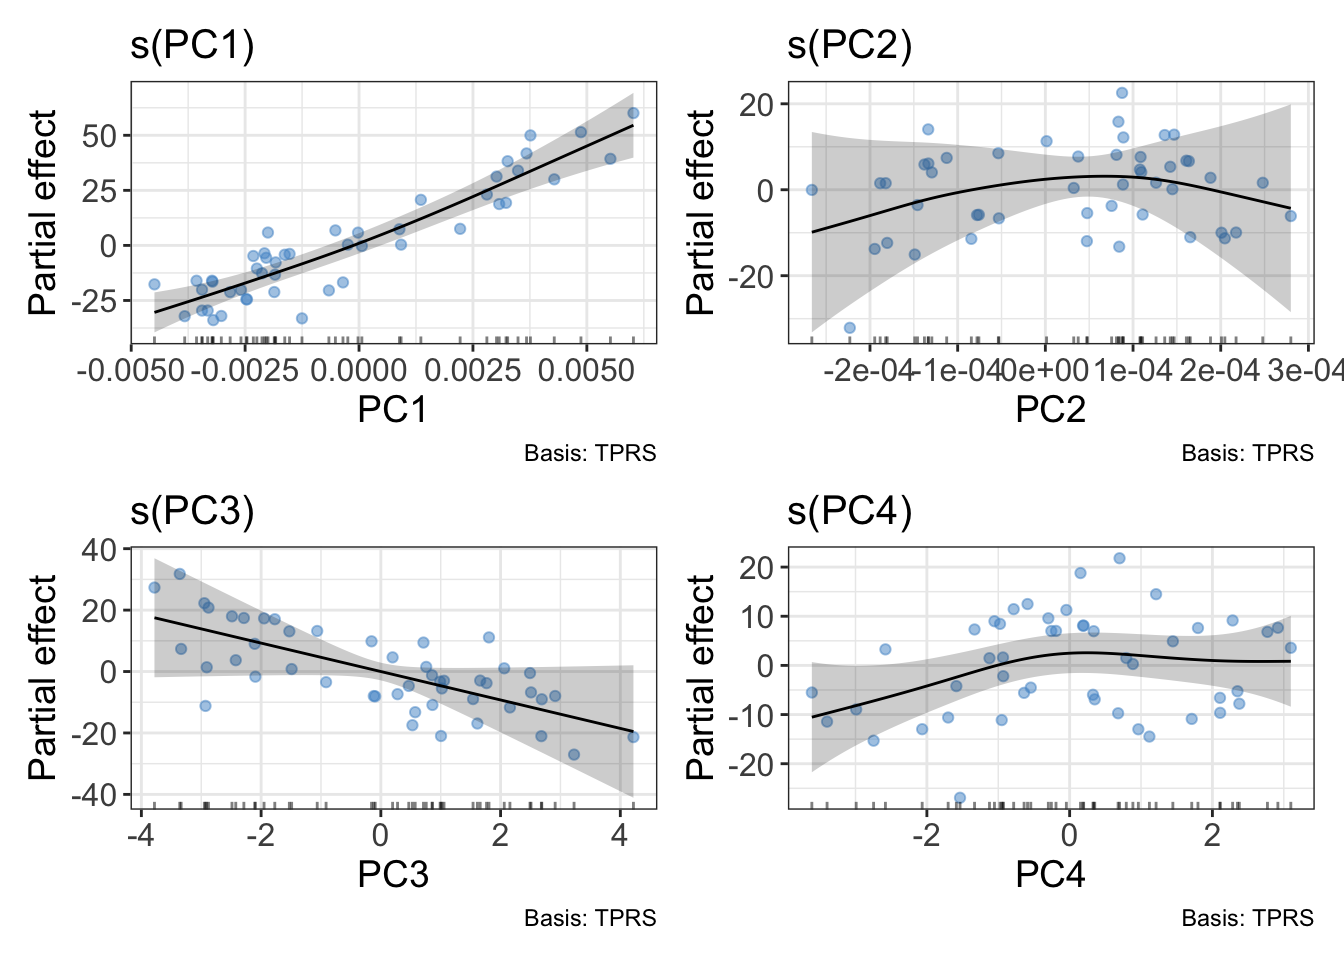 s(PC1)
Partial effect
50
25
0
-25
-0.0050 -0.0025 0.0000 0.0025 0.0050
PC1
Basis: TPRS
s(PC2)
Partial effect
20
0
-20
-2e-04 -1e-04 0e+00 1e-04 2e-04 3e-04
PC2
Basis: TPRS
s(PC3)
Partial effect
40
20
0
-20
-40
-4 -2 0 2 4
PC3
Basis: TPRS
s(PC4)
Partial effect
20
10
0
-10
-20
-2 0 2
PC4
Basis: TPRS